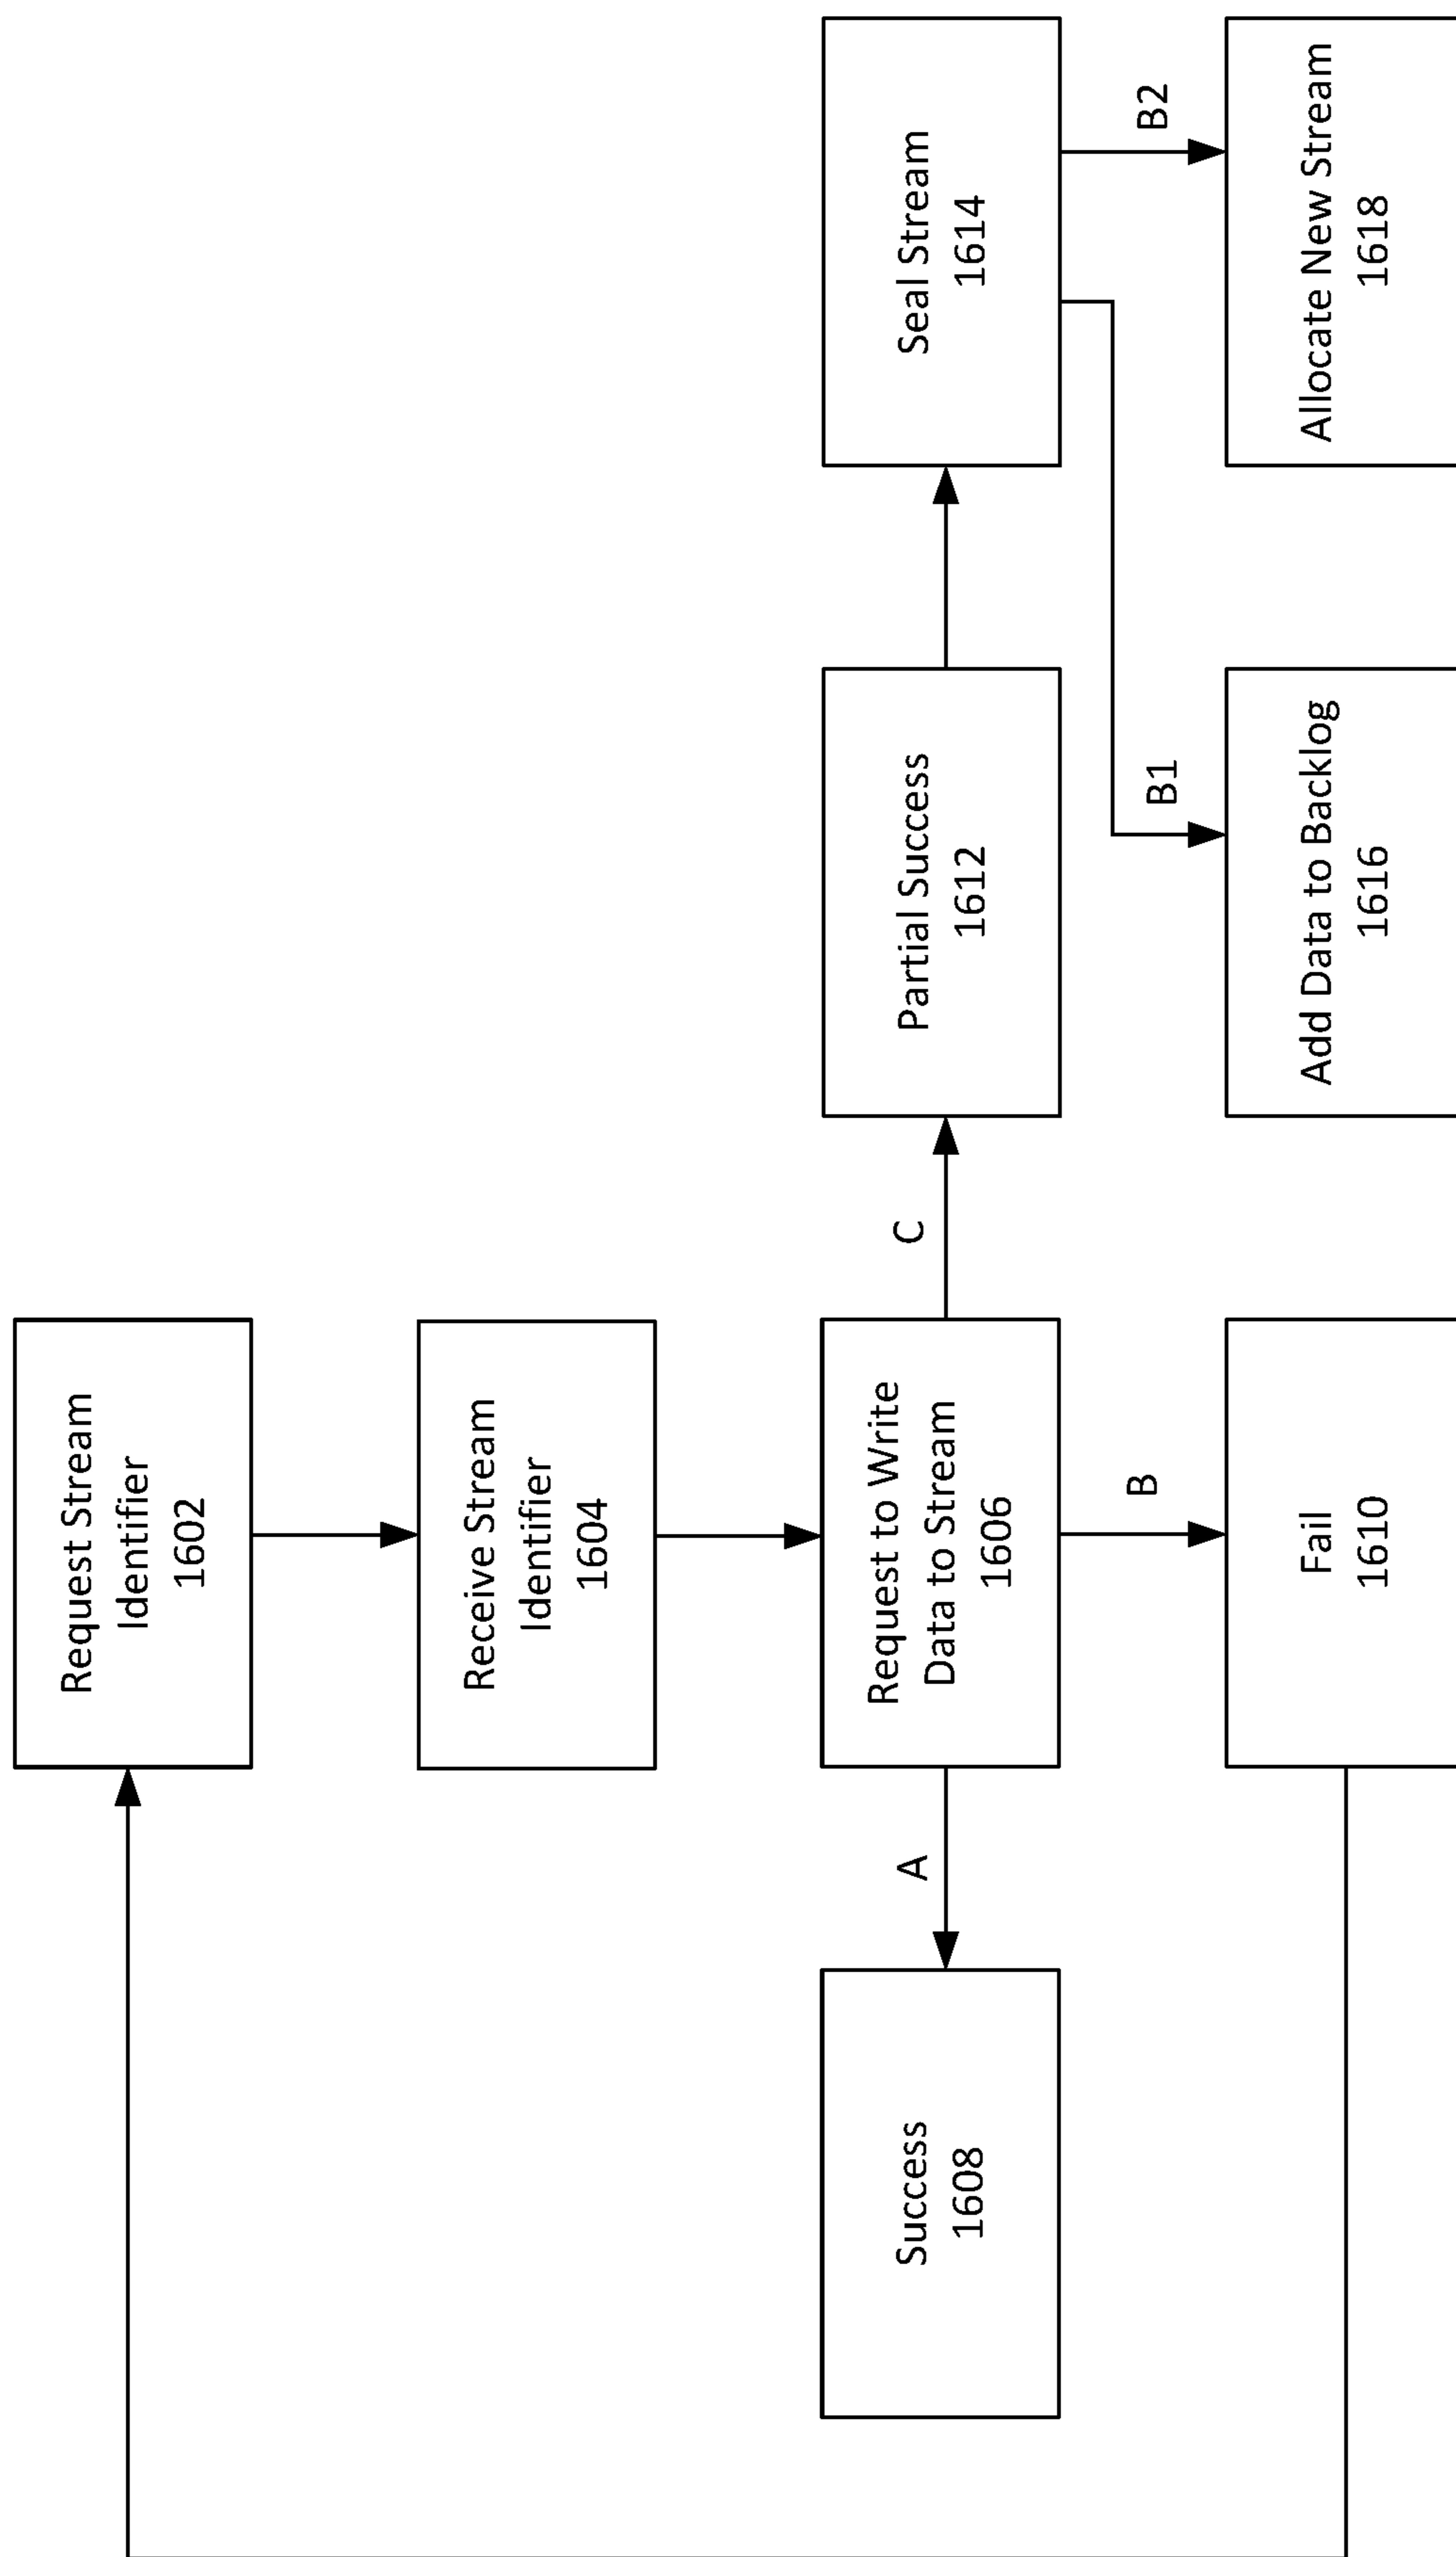 Request Stream
Identifier
1602
Receive Stream
Identifier
1604
A
Success
1608
Request to Write
Data to Stream
1606
C
Partial Success
1612
Seal Stream
1614
B
B1
B2
Fail
1610
Add Data to Backlog
1616
Allocate New Stream
1618